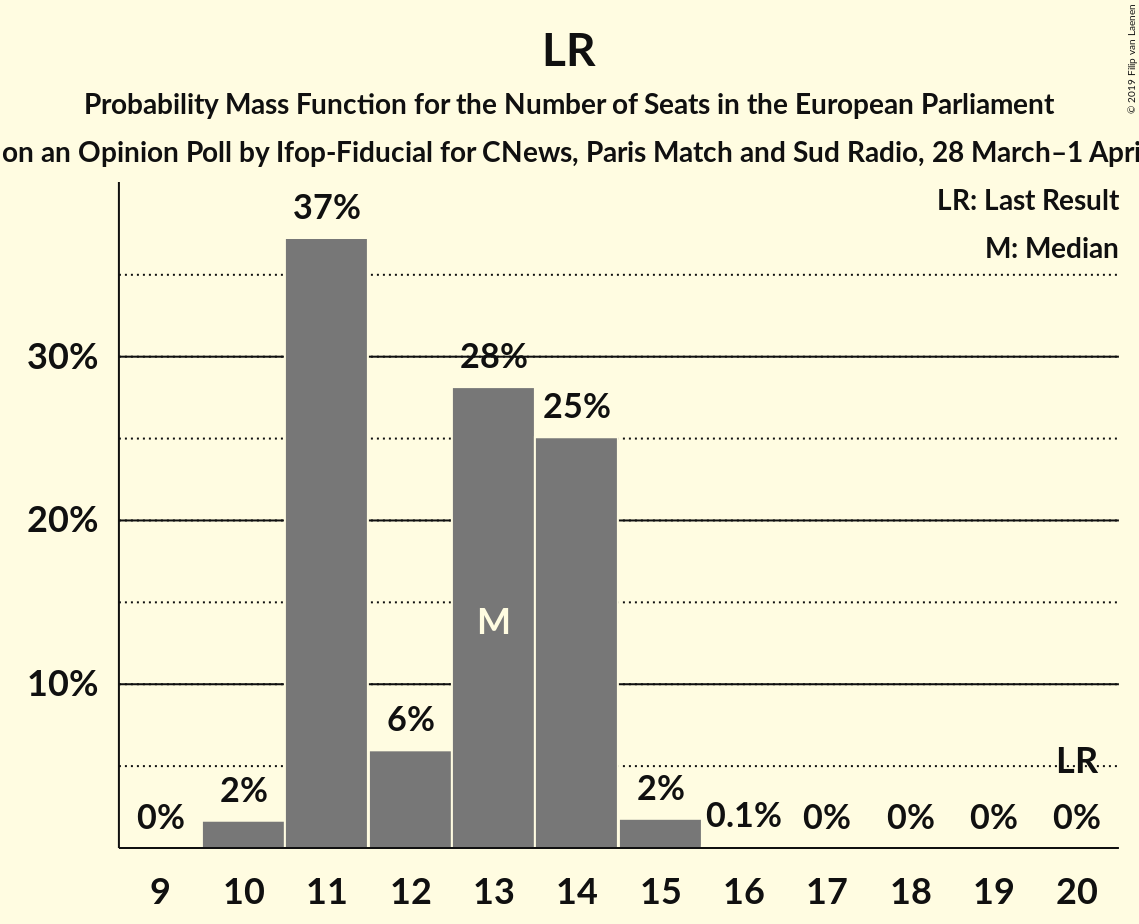 LR
Probability Mass Function for the Number of Seats in the European Parliament
on an Opinion Poll by Ifop-Fiducial for CNews, Paris Match and Sud Radio, 28 March–1 Apri
© 2019 Filip van Laenen
LR: Last Result
M: Median
37%
30%
28%
25%
20%
M
10%
6%
LR
0%
2%
2%
0.1%
0%
0%
0%
0%
9 10 11 12 13 14 15 16 17 18 19 20